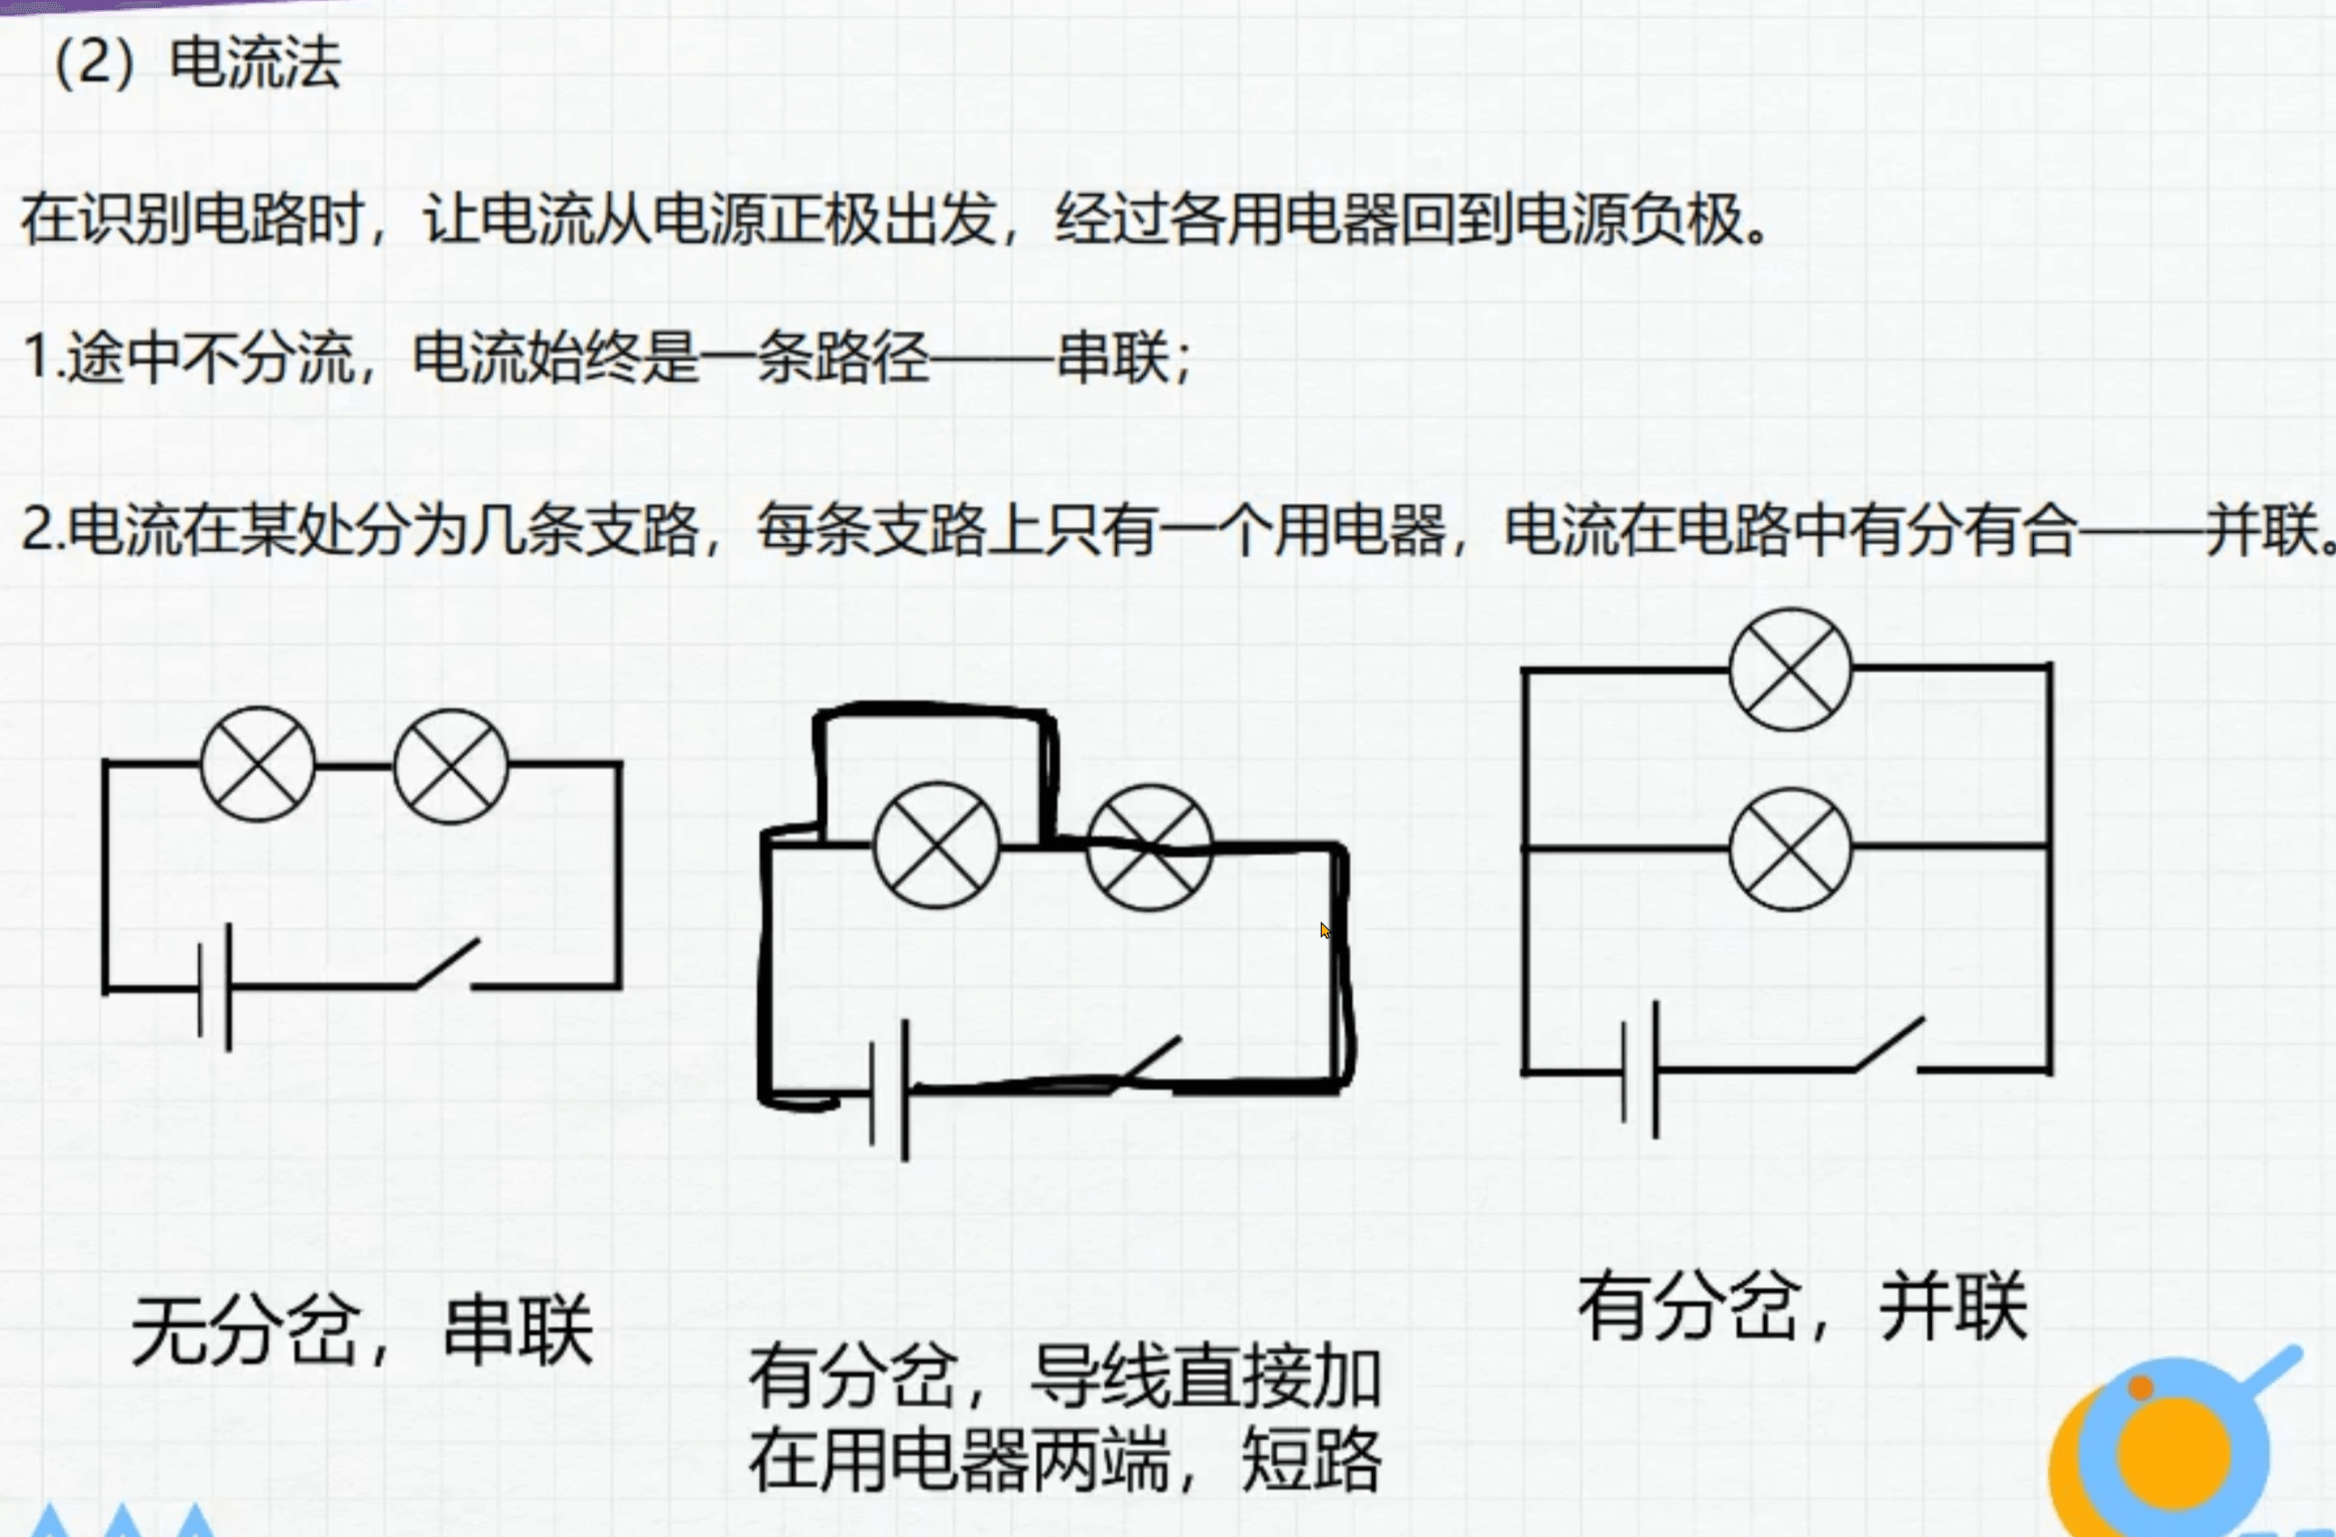 （2）电流法
在识别电路时，让电流从电源正极出发，经过各用电器回到电源负极。
1.途中不分流，电流始终是一条路径——串联；
2.电流在某处分为几条支路，每条支路上只有一个用电器，电流在电路中有分有合——并联。
无分岔，串联
有分岔，导线直接加
在用电器两端，短路
有分岔，并联